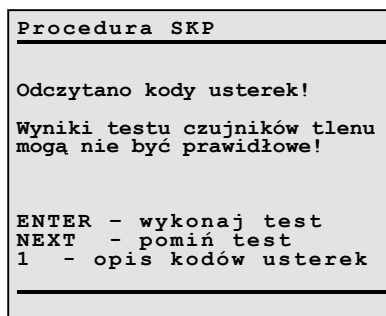 Procedura SKP
Odczytano kody usterek!
Wyniki testu czujników tlenu
mogą nie być prawidłowe!
ENTER – wykonaj test
NEXT - pomiń test
1 - opis kodów usterek